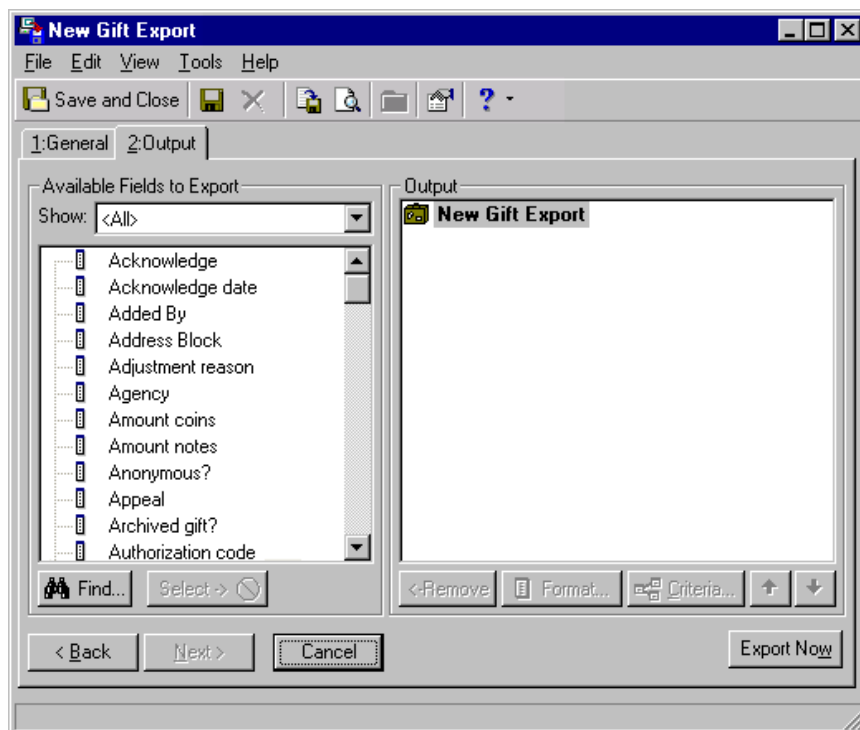 New Gift Export
File Edit View Tools Help
Save and Close ?
1:General 2:Output
Available Fields to Export
Show: <All>
Acknowledge
Acknowledge date
Added By
Address Block
Adjustment reason
Agency
Amount coins
Amount notes
Anonymous?
Appeal
Archived gift?
Authorization code
Find... Select ->
Output
New Gift Export
<-Remove Format... Criteria...
< Back Next > Cancel Export Now